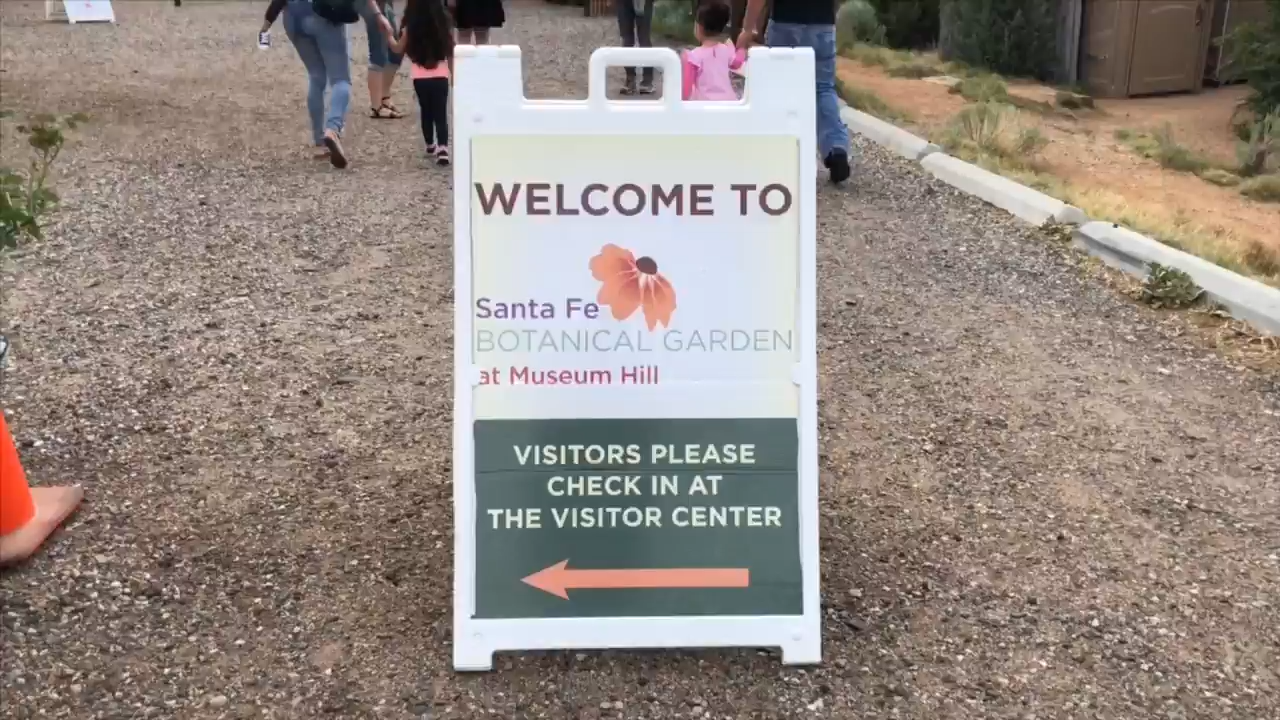 WELCOME TO
Santa Fe
BOTANICAL GARDEN
at Museum Hill
VISITORS PLEASE
CHECK IN AT
THE VISITOR CENTER